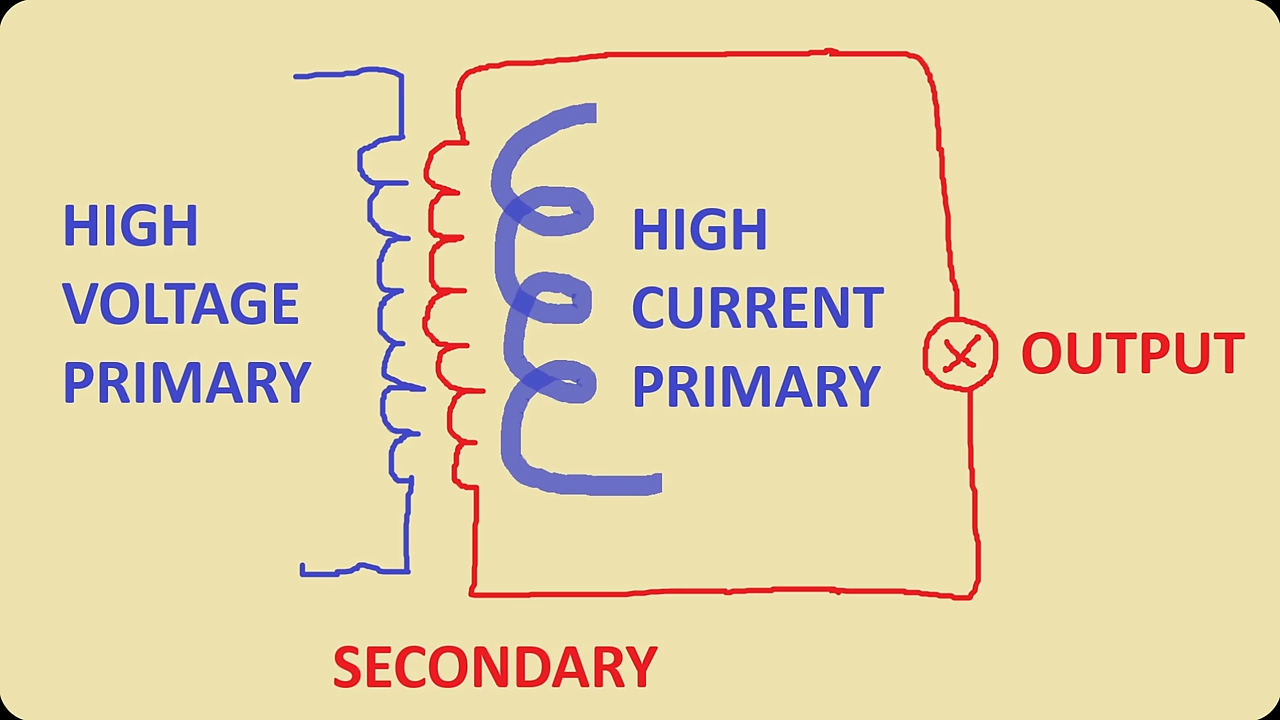 HIGH
VOLTAGE
PRIMARY
HIGH
CURRENT
PRIMARY
OUTPUT
SECONDARY